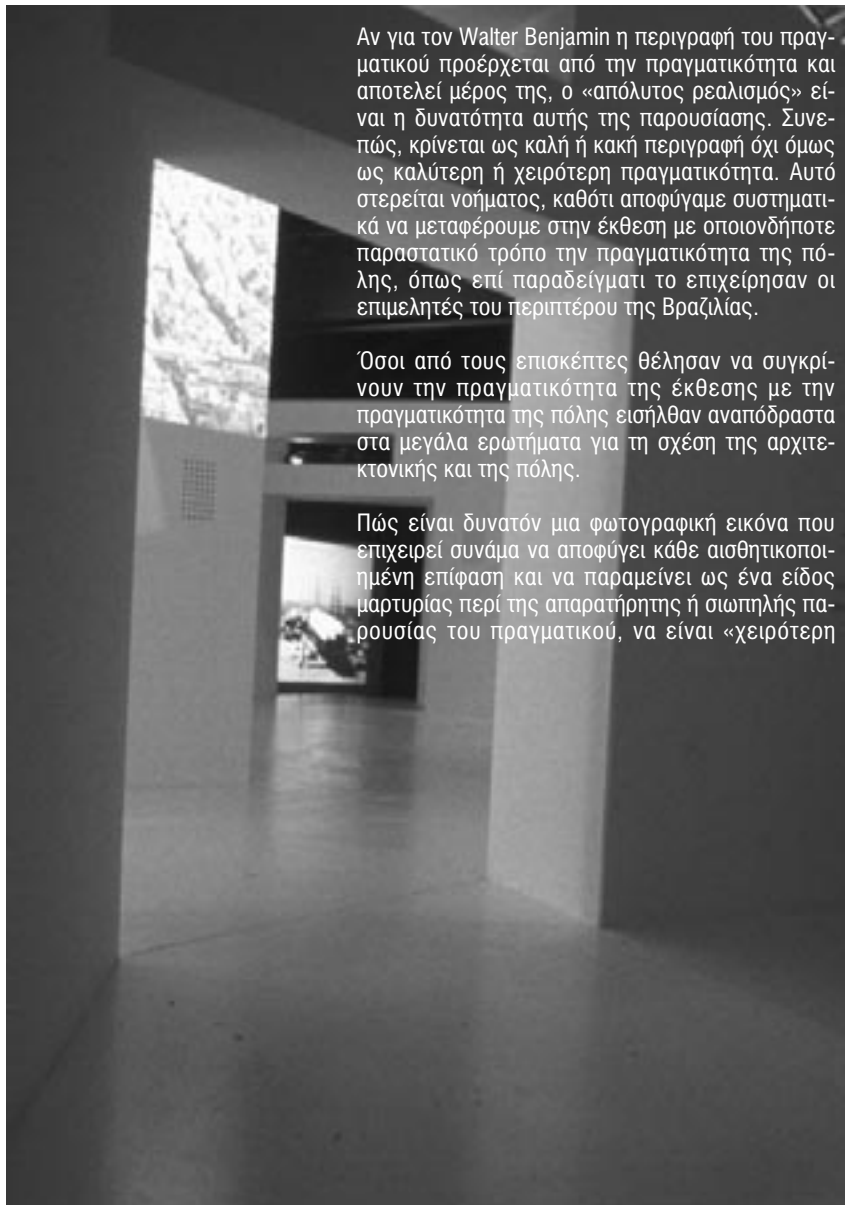 Αν για τον Walter Benjamin η περιγραφή του πραγ-
ματικού προέρχεται από την πραγματικότητα και
αποτελεί μέρος της, ο «απόλυτος ρεαλισμός» εί-
ναι η δυνατότητα αυτής της παρουσίασης. Συνε-
πώς, κρίνεται ως καλή ή κακή περιγραφή όχι όμως
ως καλύτερη ή χειρότερη πραγματικότητα. Αυτό
στερείται νοήματος, καθότι αποφύγαμε συστηματι-
κά να μεταφέρουμε στην έκθεση με οποιονδήποτε
παραστατικό τρόπο την πραγματικότητα της πό-
λης, όπως επί παραδείγματι το επιχείρησαν οι
επιμελητές του περιπτέρου της Βραζιλίας.

Όσοι από τους επισκέπτες θέλησαν να συγκρί-
νουν την πραγματικότητα της έκθεσης με την
πραγματικότητα της πόλης εισήλθαν αναπόδραστα
στα μεγάλα ερωτήματα για τη σχέση της αρχιτε-
κτονικής και της πόλης.

Πώς είναι δυνατόν μια φωτογραφική εικόνα που
επιχειρεί συνάμα να αποφύγει κάθε αισθητικοποι-
ημένη επίφαση και να παραμείνει ως ένα είδος
μαρτυρίας περί της απαρατήρητης ή σιωπηλής πα-
ρουσίας του πραγματικού, να είναι «χειρότερη